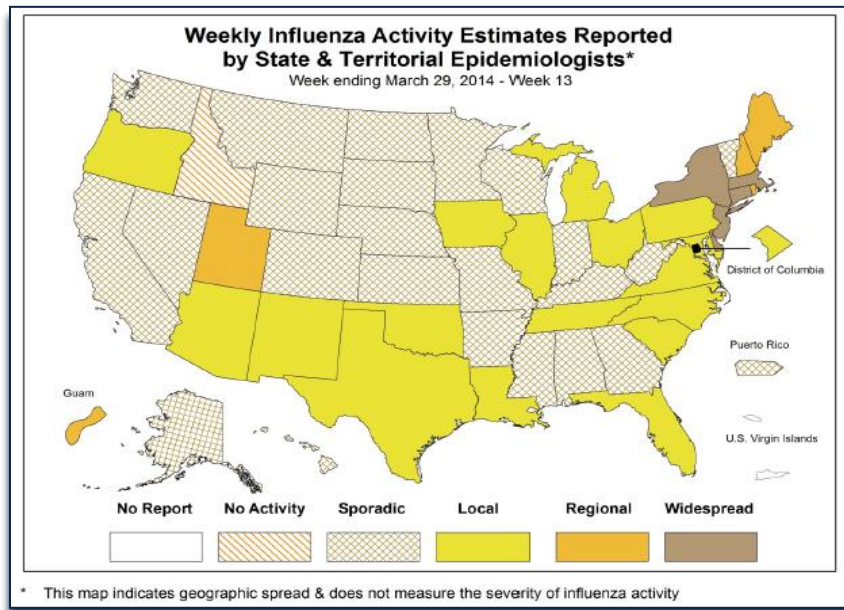 Weekly Influenza Activity Estimates Reported
by State & Territorial Epidemiologists*
Week ending March 29, 2014 - Week 13
District of Columbia
Puerto Rico
Guam
U.S. Virgin Islands
No Report No Activity Sporadic Local Regional Widespread
* This map indicates geographic spread & does not measure the severity of influenza activity